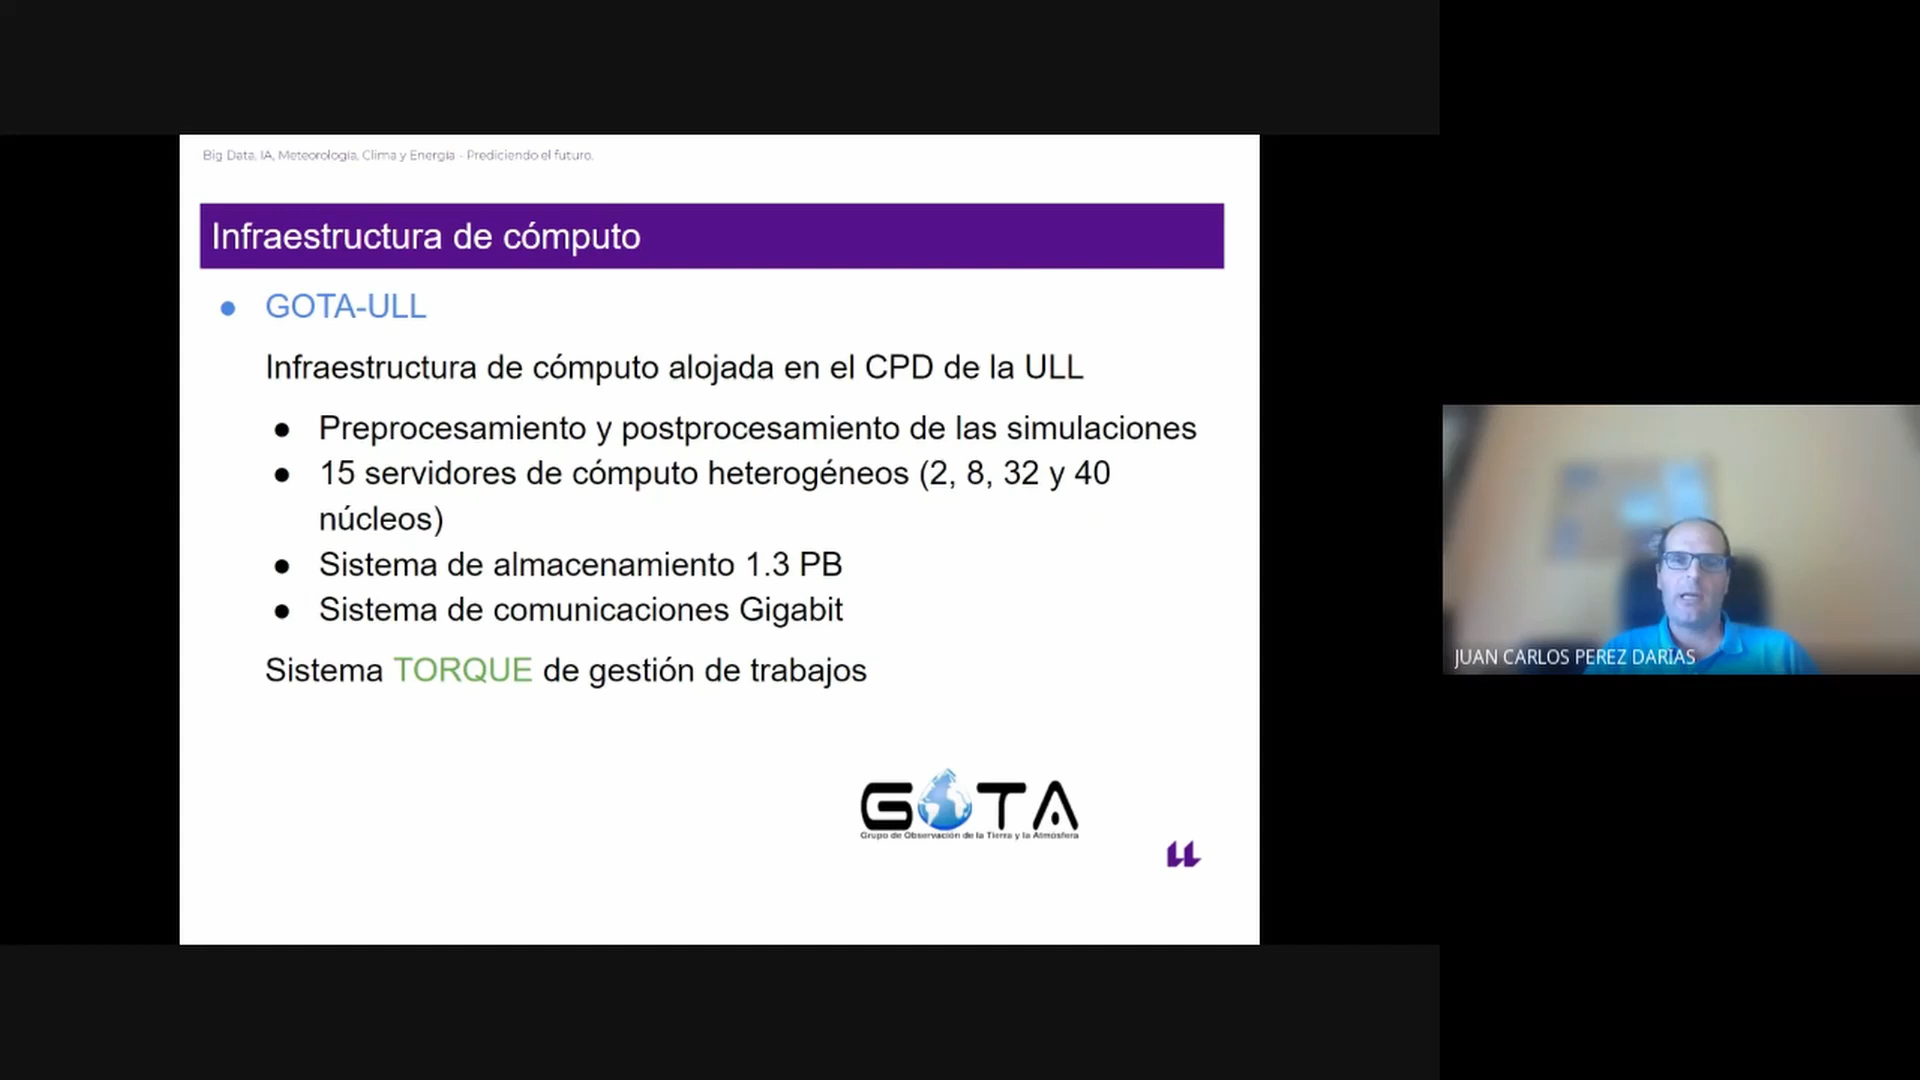 Big Data, IA, Meteorología, Clima y Energía - Prediciendo el futuro.
Infraestructura de cómputo
● GOTA-ULL
Infraestructura de cómputo alojada en el CPD de la ULL
● Preprocesamiento y postprocesamiento de las simulaciones
● 15 servidores de cómputo heterogéneos (2, 8, 32 y 40
núcleos)
● Sistema de almacenamiento 1.3 PB
● Sistema de comunicaciones Gigabit
Sistema TORQUE de gestión de trabajos
GOTA
Grupo de Observación de la Tierra y la Atmósfera
JUAN CARLOS PEREZ DARIAS